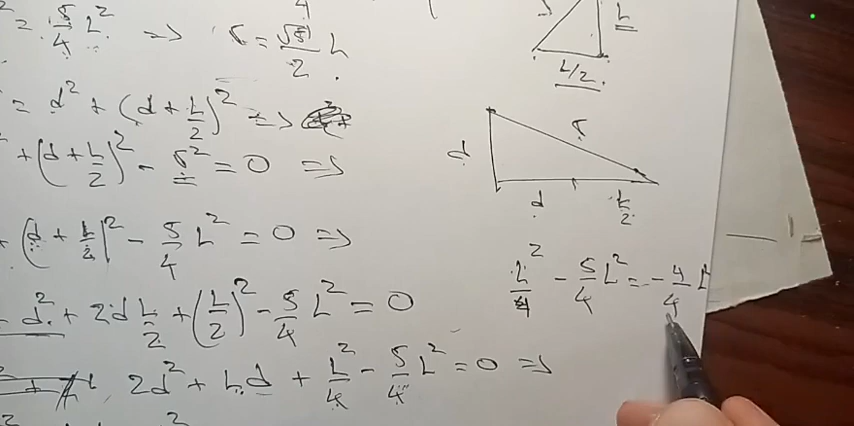 ² = 5/4 L² => r = √5/2 L
L
L/2
= d² + (d + L/2)² =>
+ (d + L/2)² - r² = 0 =>
d
r
d
L/2
+ (d + L/2)² - 5/4 L² = 0 =>
L²/4 - 5/4 L² = - 4/4 L²
d² + 2d L/2 + (L/2)² - 5/4 L² = 0
2d² + L.d + L²/4 - 5/4 L² = 0 =>